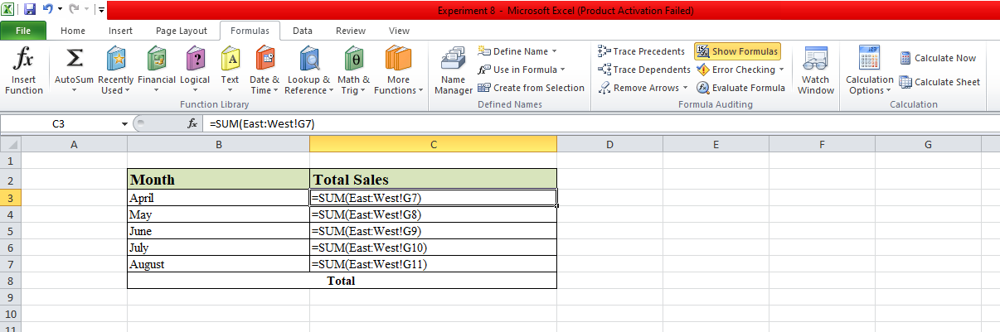 Experiment 8 - Microsoft Excel (Product Activation Failed)
File Home Insert Page Layout Formulas Data Review View
Insert Function
AutoSum
Recently Used
Financial
Logical
Text
Date & Time
Lookup & Reference
Math & Trig
More Functions
Function Library
Name Manager
Define Name
Use in Formula
Create from Selection
Defined Names
Trace Precedents
Trace Dependents
Remove Arrows
Show Formulas
Error Checking
Evaluate Formula
Formula Auditing
Watch Window
Calculation Options
Calculate Now
Calculate Sheet
Calculation
C3 fx =SUM(East:West!G7)
A B C D E F G
1
2 Month Total Sales
3 April =SUM(East:West!G7)
4 May =SUM(East:West!G8)
5 June =SUM(East:West!G9)
6 July =SUM(East:West!G10)
7 August =SUM(East:West!G11)
8 Total
9
10
11